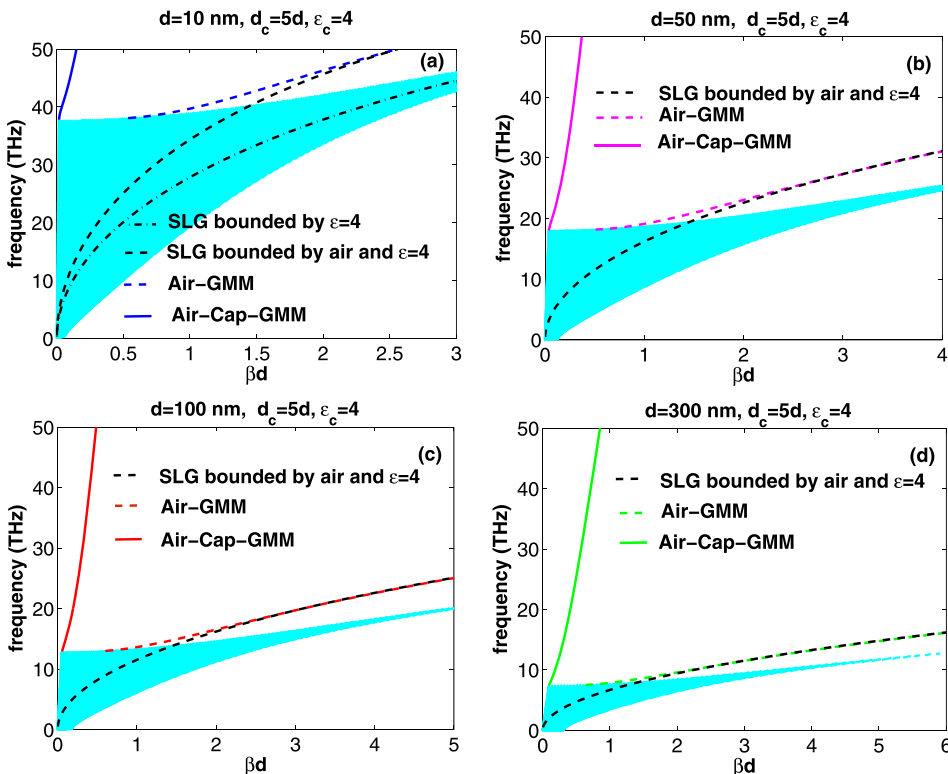 d=10 nm, d_c=5d, ε_c=4
(a)
frequency (THz)
50
40
30
20
10
0
SLG bounded by ε=4
SLG bounded by air and ε=4
Air−GMM
Air−Cap−GMM
0 0.5 1 1.5 2 2.5 3
βd
d=50 nm, d_c=5d, ε_c=4
(b)
frequency (THz)
50
40
30
20
10
0
SLG bounded by air and ε=4
Air−GMM
Air−Cap−GMM
0 1 2 3 4
βd
d=100 nm, d_c=5d, ε_c=4
(c)
frequency (THz)
50
40
30
20
10
0
SLG bounded by air and ε=4
Air−GMM
Air−Cap−GMM
0 1 2 3 4 5
βd
d=300 nm, d_c=5d, ε_c=4
(d)
frequency (THz)
50
40
30
20
10
0
SLG bounded by air and ε=4
Air−GMM
Air−Cap−GMM
0 1 2 3 4 5 6
βd